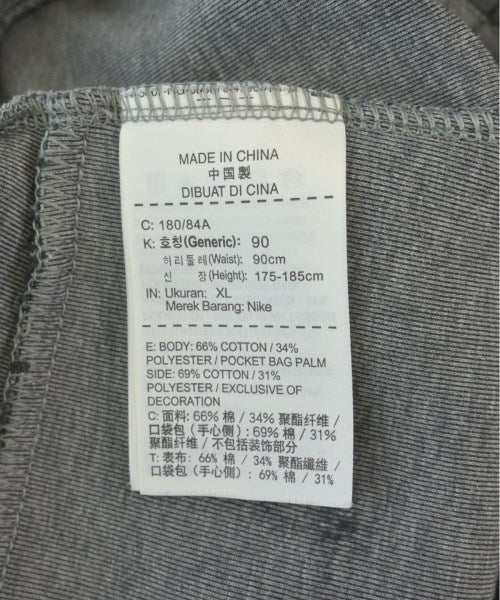 MADE IN CHINA
中国製
DIBUAT DI CINA
C: 180/84A
K: 호칭(Generic): 90
허리둘레(Waist): 90cm
신 장(Height): 175-185cm
IN: Ukuran: XL
Merek Barang: Nike
E: BODY: 66% COTTON / 34%
POLYESTER / POCKET BAG PALM
SIDE: 69% COTTON / 31%
POLYESTER / EXCLUSIVE OF
DECORATION
C: 面料: 66% 棉 / 34% 聚酯纤维 /
口袋包（手心侧）: 69% 棉 / 31%
聚酯纤维 / 不包括装饰部分
T: 表布: 66% 棉 / 34% 聚酯纖維 /
口袋包（手心側）: 69% 棉 / 31%